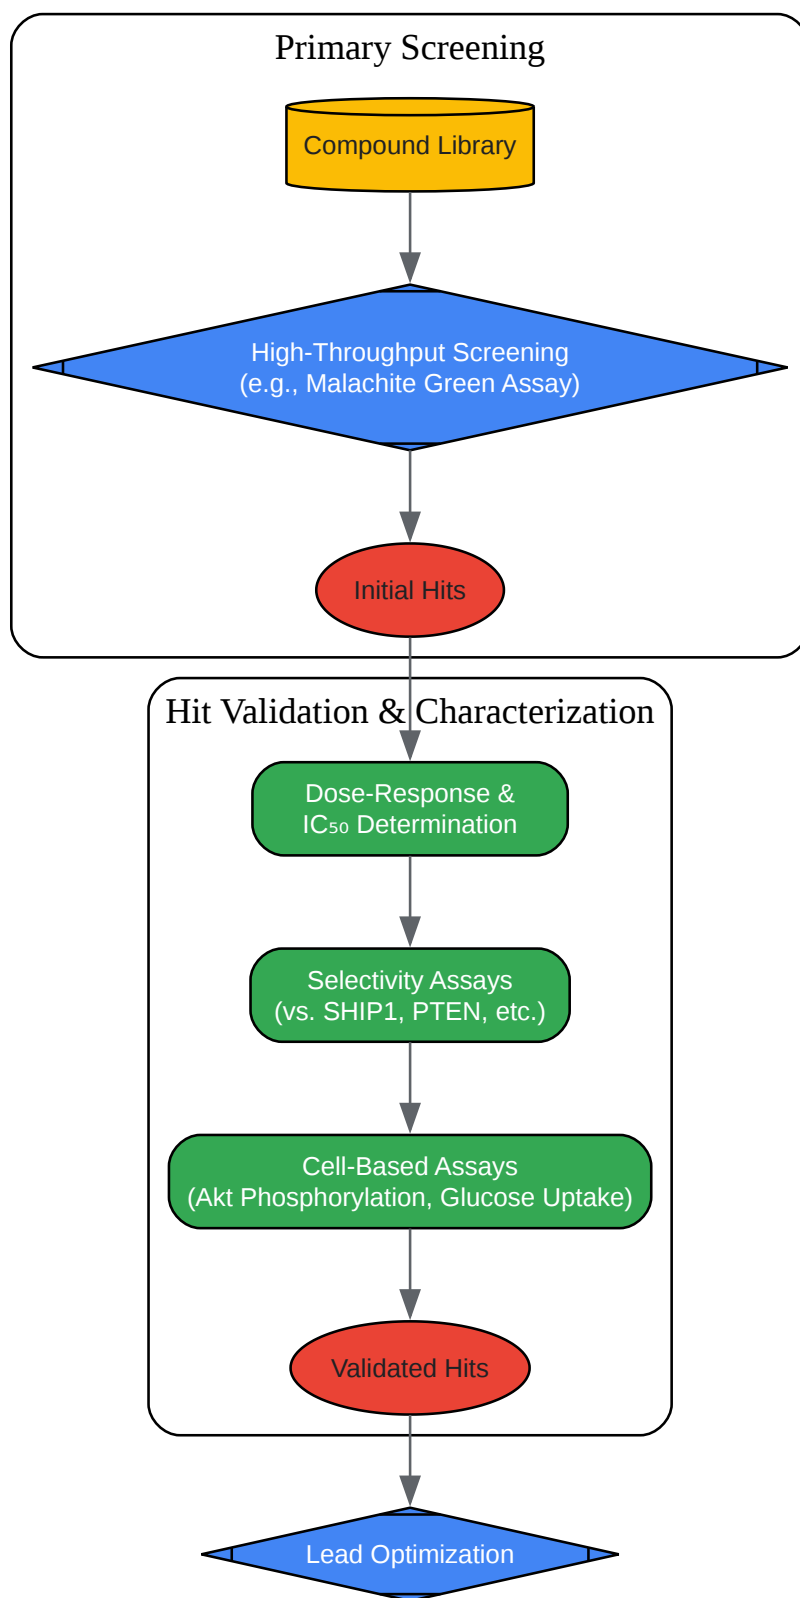 Primary Screening
Compound Library
High-Throughput Screening
(e.g., Malachite Green Assay)
Initial Hits
Hit Validation & Characterization
Dose-Response &
IC₅₀ Determination
Selectivity Assays
(vs. SHIP1, PTEN, etc.)
Cell-Based Assays
(Akt Phosphorylation, Glucose Uptake)
Validated Hits
Lead Optimization